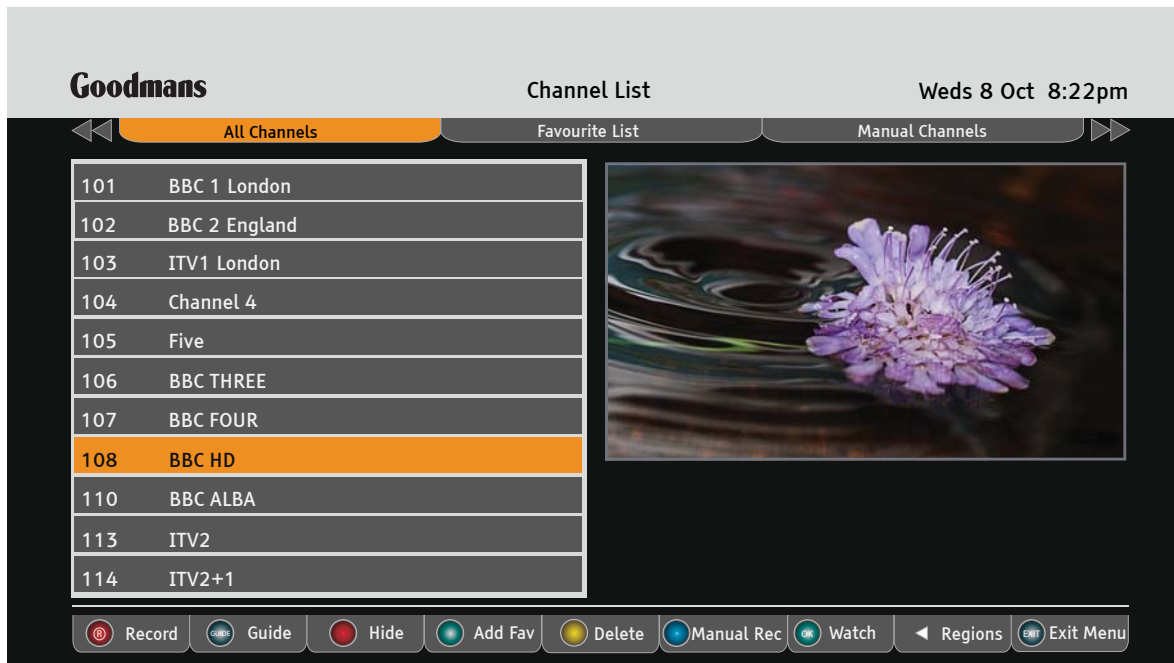 Goodmans Channel List Weds 8 Oct 8:22pm
All Channels Favourite List Manual Channels
101 BBC 1 London
102 BBC 2 England
103 ITV1 London
104 Channel 4
105 Five
106 BBC THREE
107 BBC FOUR
108 BBC HD
110 BBC ALBA
113 ITV2
114 ITV2+1
R Record GUIDE Guide Hide Add Fav Delete Manual Rec OK Watch Regions EXIT Exit Menu